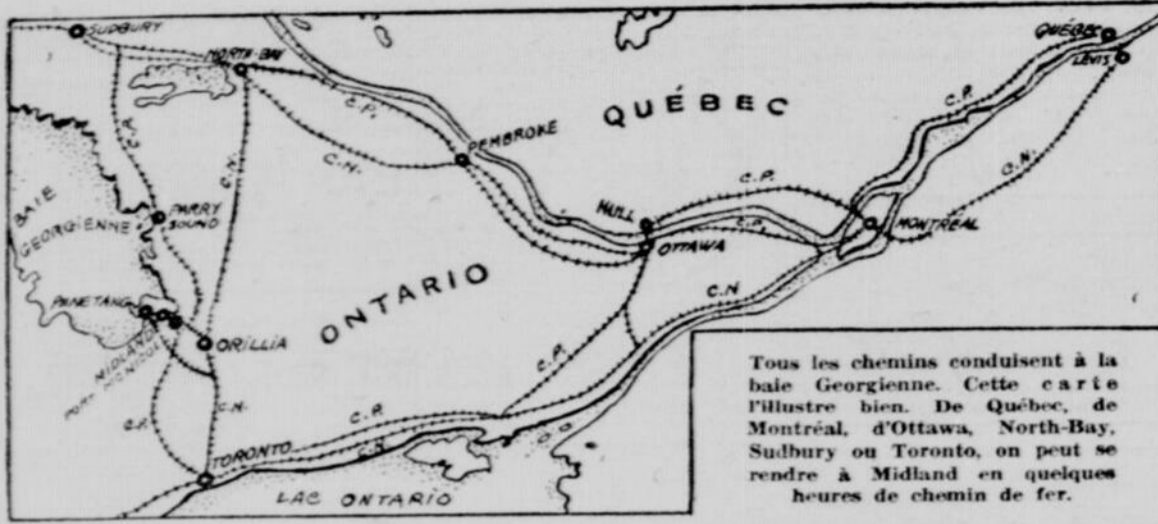 SUDBURY
NORTH-BAY
QUÉBEC
LÉVIS
C.P.
C.N.
C.P.
C.N.
PEMBROKE
QUÉBEC
C.P.
C.N.
BAIE
GEORGIENNE
PARRY
SOUND
HULL
OTTAWA
C.P.
C.P.
MONTRÉAL
ONTARIO
PENETANG
MIDLAND
PORT McNICOLL
ORILLIA
C.N.
C.P.
C.P.
C.N.
C.P.
C.N.
TORONTO
LAC ONTARIO
Tous les chemins conduisent à la
baie Georgienne. Cette carte
l'illustre bien. De Québec, de
Montréal, d'Ottawa, North-Bay,
Sudbury ou Toronto, on peut se
rendre à Midland en quelques
heures de chemin de fer.